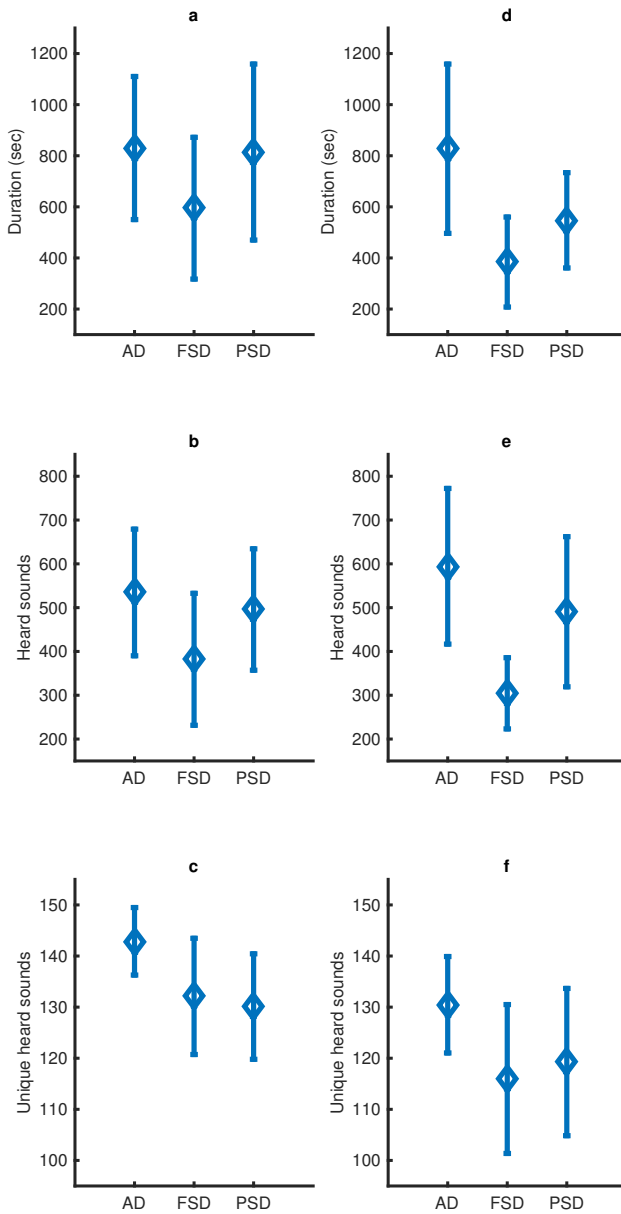 a
1200
1000
800
600
400
200
Duration (sec)
AD FSD PSD
d
1200
1000
800
600
400
200
Duration (sec)
AD FSD PSD
b
800
700
600
500
400
300
200
Heard sounds
AD FSD PSD
e
800
700
600
500
400
300
200
Heard sounds
AD FSD PSD
c
150
140
130
120
110
100
Unique heard sounds
AD FSD PSD
f
150
140
130
120
110
100
Unique heard sounds
AD FSD PSD